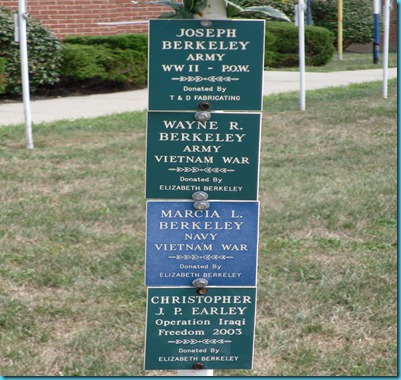 JOSEPH
BERKELEY
ARMY
WW II - P.O.W.
Donated By
T & D FABRICATING
WAYNE R.
BERKELEY
ARMY
VIETNAM WAR
Donated By
ELIZABETH BERKELEY
MARCIA L.
BERKELEY
NAVY
VIETNAM WAR
Donated By
ELIZABETH BERKELEY
CHRISTOPHER
J. P. EARLEY
Operation Iraqi
Freedom 2003
Donated By
ELIZABETH BERKELEY